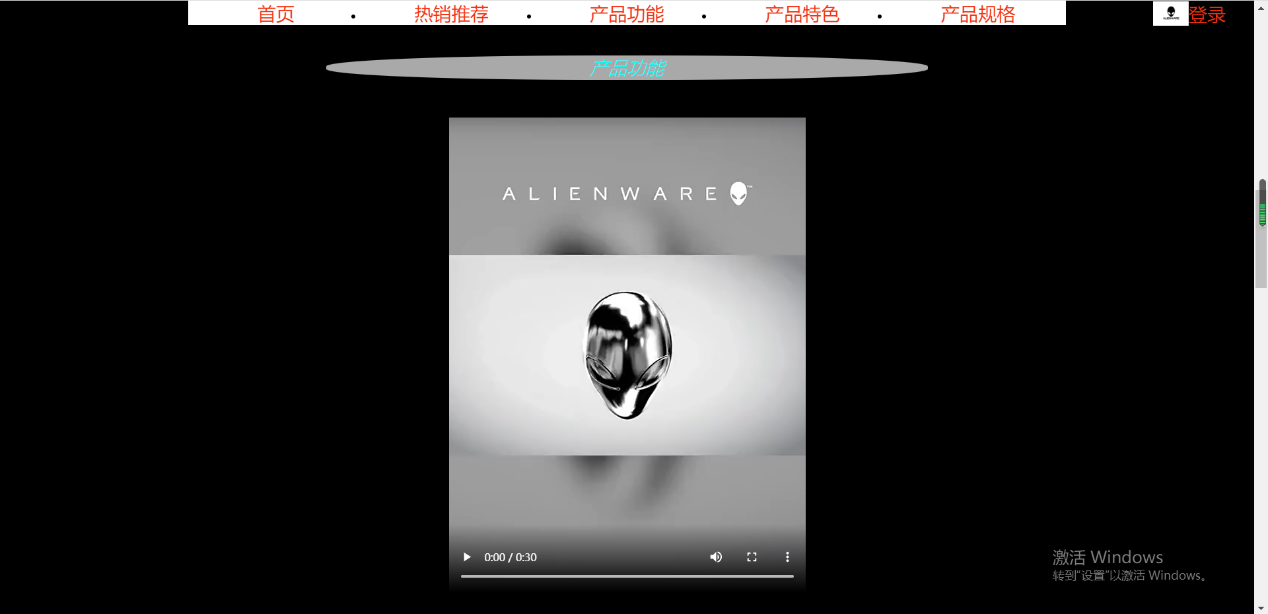 首页 • 热销推荐 • 产品功能 • 产品特色 • 产品规格 登录
产品功能
ALIENWARE™
0:00 / 0:30
激活 Windows
转到"设置"以激活 Windows。